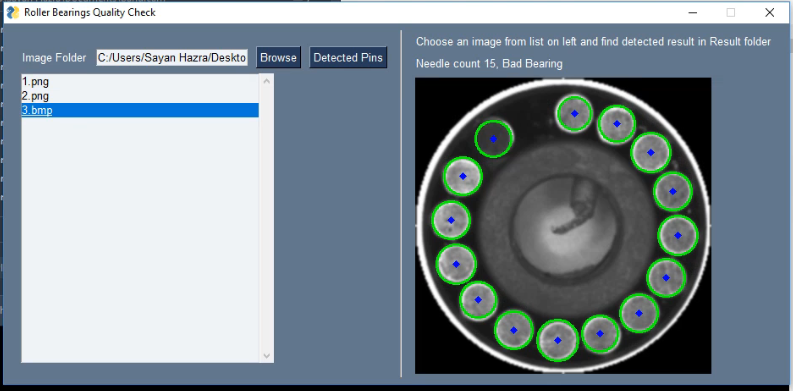 Roller Bearings Quality Check
Image Folder C:/Users/Sayan Hazra/Deskto Browse Detected Pins
1.png
2.png
3.bmp
Choose an image from list on left and find detected result in Result folder
Needle count 15, Bad Bearing